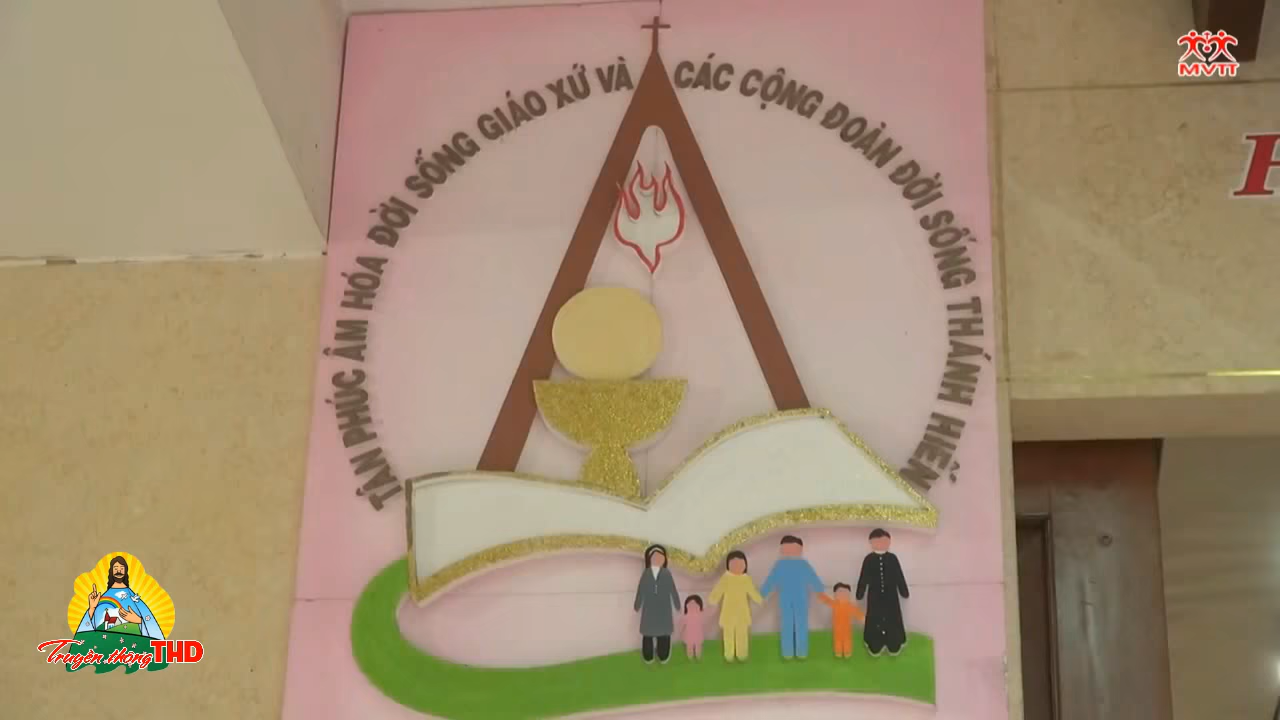 TÂN PHÚC ÂM HÓA ĐỜI SỐNG GIÁO XỨ VÀ CÁC CỘNG ĐOÀN ĐỜI SỐNG THÁNH HIẾN
MVTT
H
Truyền thông THD